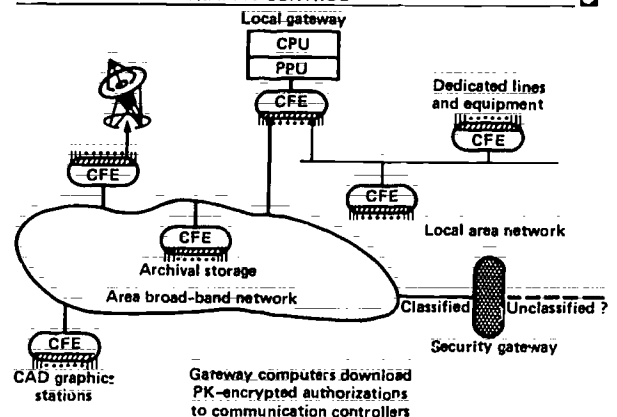 Local gateway
CPU
PPU
CFE
Dedicated lines
and equipment
CFE
CFE
CFE
CFE
Archival storage
Local area network
Area broad-band network
Classified
Unclassified ?
Security gateway
CFE
CAD graphics
stations
Gateway computers download
PK-encrypted authorizations
to communication controllers